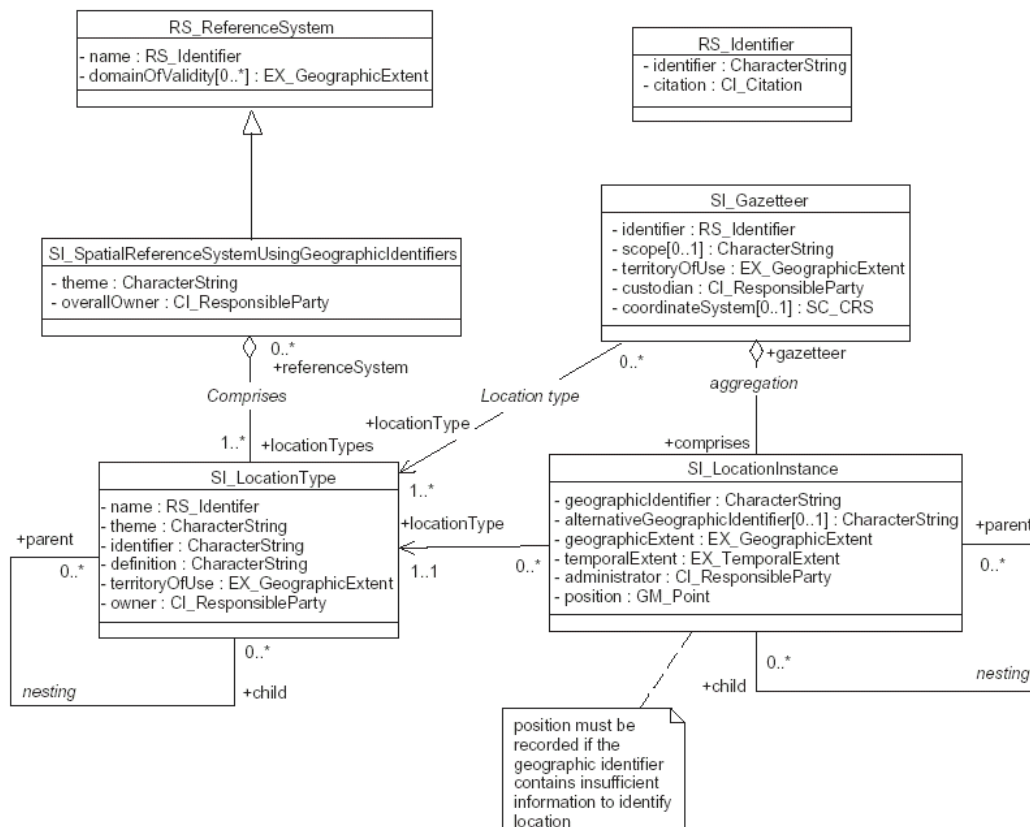 RS_ReferenceSystem
- name : RS_Identifier
- domainOfValidity[0..*] : EX_GeographicExtent
RS_Identifier
- identifier : CharacterString
- citation : CI_Citation
SI_SpatialReferenceSystemUsingGeographicIdentifiers
- theme : CharacterString
- overallOwner : CI_ResponsibleParty
SI_Gazetteer
- identifier : RS_Identifier
- scope[0..1] : CharacterString
- territoryOfUse : EX_GeographicExtent
- custodian : CI_ResponsibleParty
- coordinateSystem[0..1] : SC_CRS
0..*
+referenceSystem
Comprises
1..*
+locationTypes
0..*
Location type
+locationType
1..*
+gazetteer
aggregation
+comprises
SI_LocationType
- name : RS_Identifer
- theme : CharacterString
- identifier : CharacterString
- definition : CharacterString
- territoryOfUse : EX_GeographicExtent
- owner : CI_ResponsibleParty
+locationType
1..1
0..*
SI_LocationInstance
- geographicIdentifier : CharacterString
- alternativeGeographicIdentifier[0..1] : CharacterString
- geographicExtent : EX_GeographicExtent
- temporalExtent : EX_TemporalExtent
- administrator : CI_ResponsibleParty
- position : GM_Point
+parent
0..*
0..*
nesting
+child
+parent
0..*
0..*
nesting
+child
position must be
recorded if the
geographic identifier
contains insufficient
information to identify
location